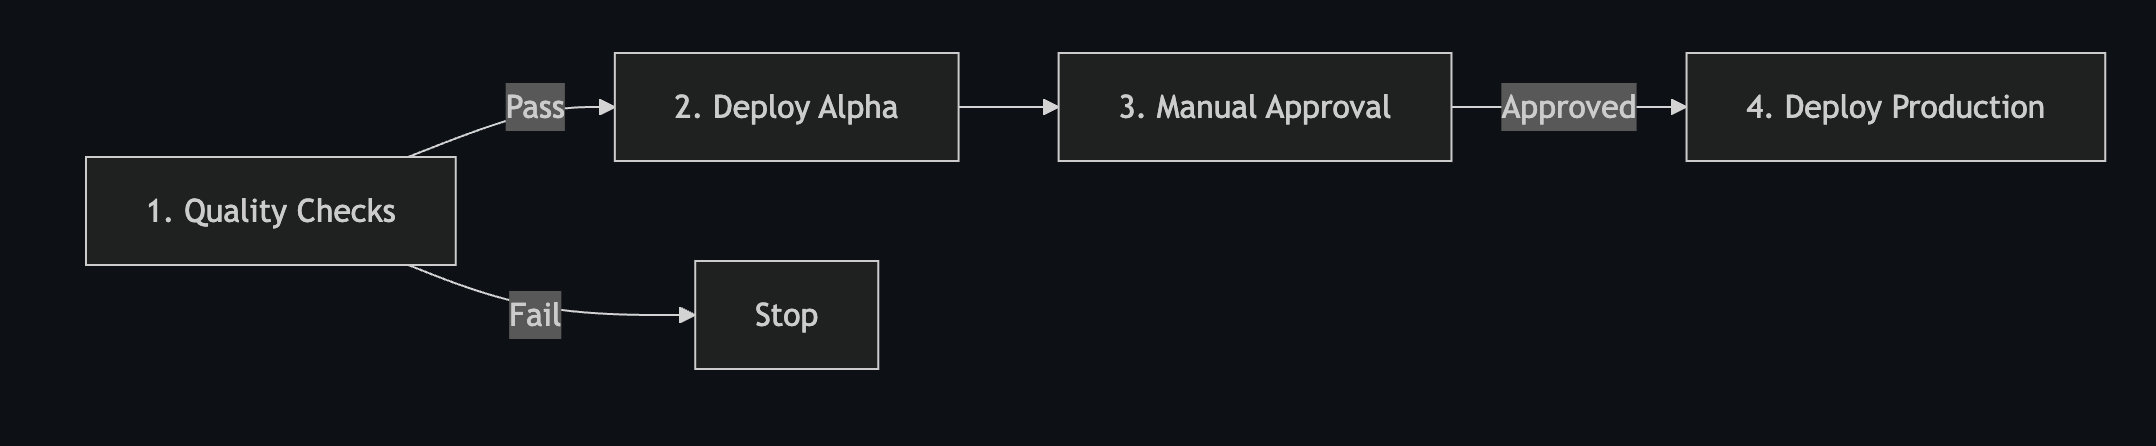 1. Quality Checks
Pass
2. Deploy Alpha
3. Manual Approval
Approved
4. Deploy Production
Fail
Stop